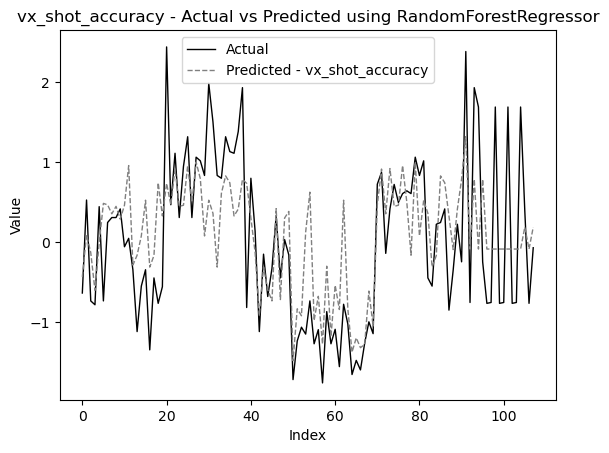 vx_shot_accuracy - Actual vs Predicted using RandomForestRegressor
Actual
Predicted - vx_shot_accuracy
Value
2
1
0
−1
0 20 40 60 80 100
Index